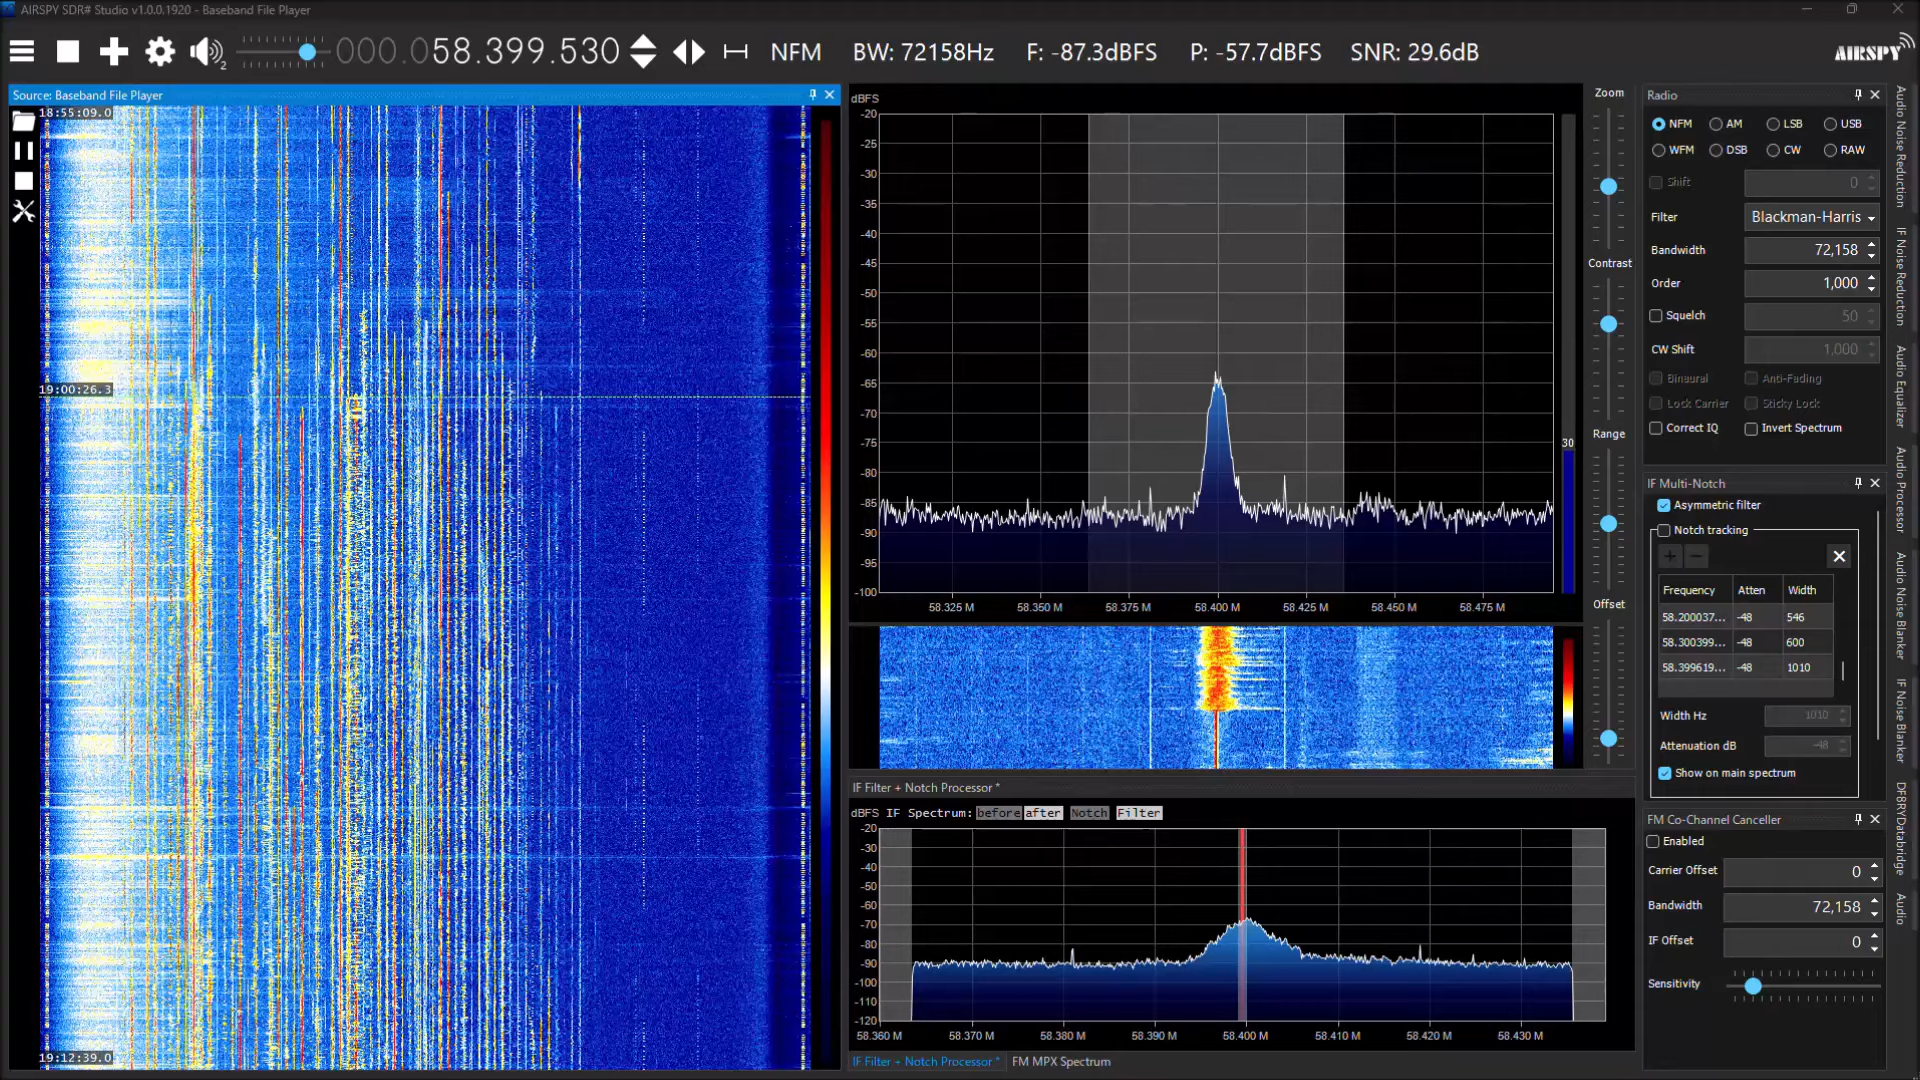 AIRSPY SDR# Studio v1.0.0.1920 - Baseband File Player
2 000.058.399.530 NFM BW: 72158Hz F: -87.3dBFS P: -57.7dBFS SNR: 29.6dB AIRSPY
Source: Baseband File Player
18:55:09.0
19:00:26.3
19:12:39.0
dBFS
-20
-25
-30
-35
-40
-45
-50
-55
-60
-65
-70
-75
-80
-85
-90
-95
-100
58.325 M 58.350 M 58.375 M 58.400 M 58.425 M 58.450 M 58.475 M
30
Zoom
Contrast
Range
Offset
IF Filter + Notch Processor *
dBFS IF Spectrum: before after Notch Filter
-20
-30
-40
-50
-60
-70
-80
-90
-100
-110
-120
58.360 M 58.370 M 58.380 M 58.390 M 58.400 M 58.410 M 58.420 M 58.430 M
IF Filter + Notch Processor * FM MPX Spectrum
Radio
NFM AM LSB USB
WFM DSB CW RAW
Shift 0
Filter Blackman-Harris
Bandwidth 72,158
Order 1,000
Squelch 50
CW Shift 1,000
Binaural Anti-Fading
Lock Carrier Sticky Lock
Correct IQ Invert Spectrum
IF Multi-Notch
Asymmetric filter
Notch tracking
+ −
Frequency Atten Width
58.200037... -48 546
58.300399... -48 600
58.399619... -48 1010
Width Hz 1010
Attenuation dB -48
Show on main spectrum
FM Co-Channel Canceller
Enabled
Carrier Offset 0
Bandwidth 72,158
IF Offset 0
Sensitivity
Audio Noise Reduction
IF Noise Reduction
Audio Equalizer
Audio Processor
Audio Noise Blanker
IF Noise Blanker
DF8RYDatabridge
Audio